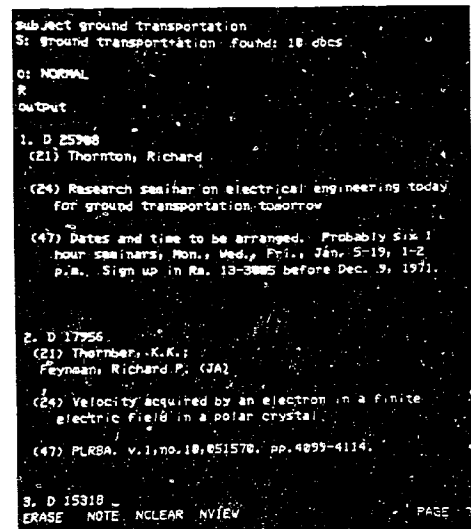 subject ground transportation
S: ground transportation found: 10 docs
O: NORMAL
R
output
1. D 25908
(21) Thornton, Richard
(24) Research seminar on electrical engineering today
for ground transportation tomorrow
(47) Dates and time to be arranged. Probably six 1
hour seminars, Mon., Wed., Fri., Jan. 5-19, 1-2
p.m. Sign up in Rm. 13-3005 before Dec. 9, 1971.
2. D 17956
(21) Thornber, K.K.;
Feynman, Richard P. (JA)
(24) Velocity acquired by an electron in a finite
electric field in a polar crystal
(47) PLRBA. v.1,no.10,051570. pp.4099-4114.
3. D 15318 _
ERASE NOTE NCLEAR NVIEW PAGE